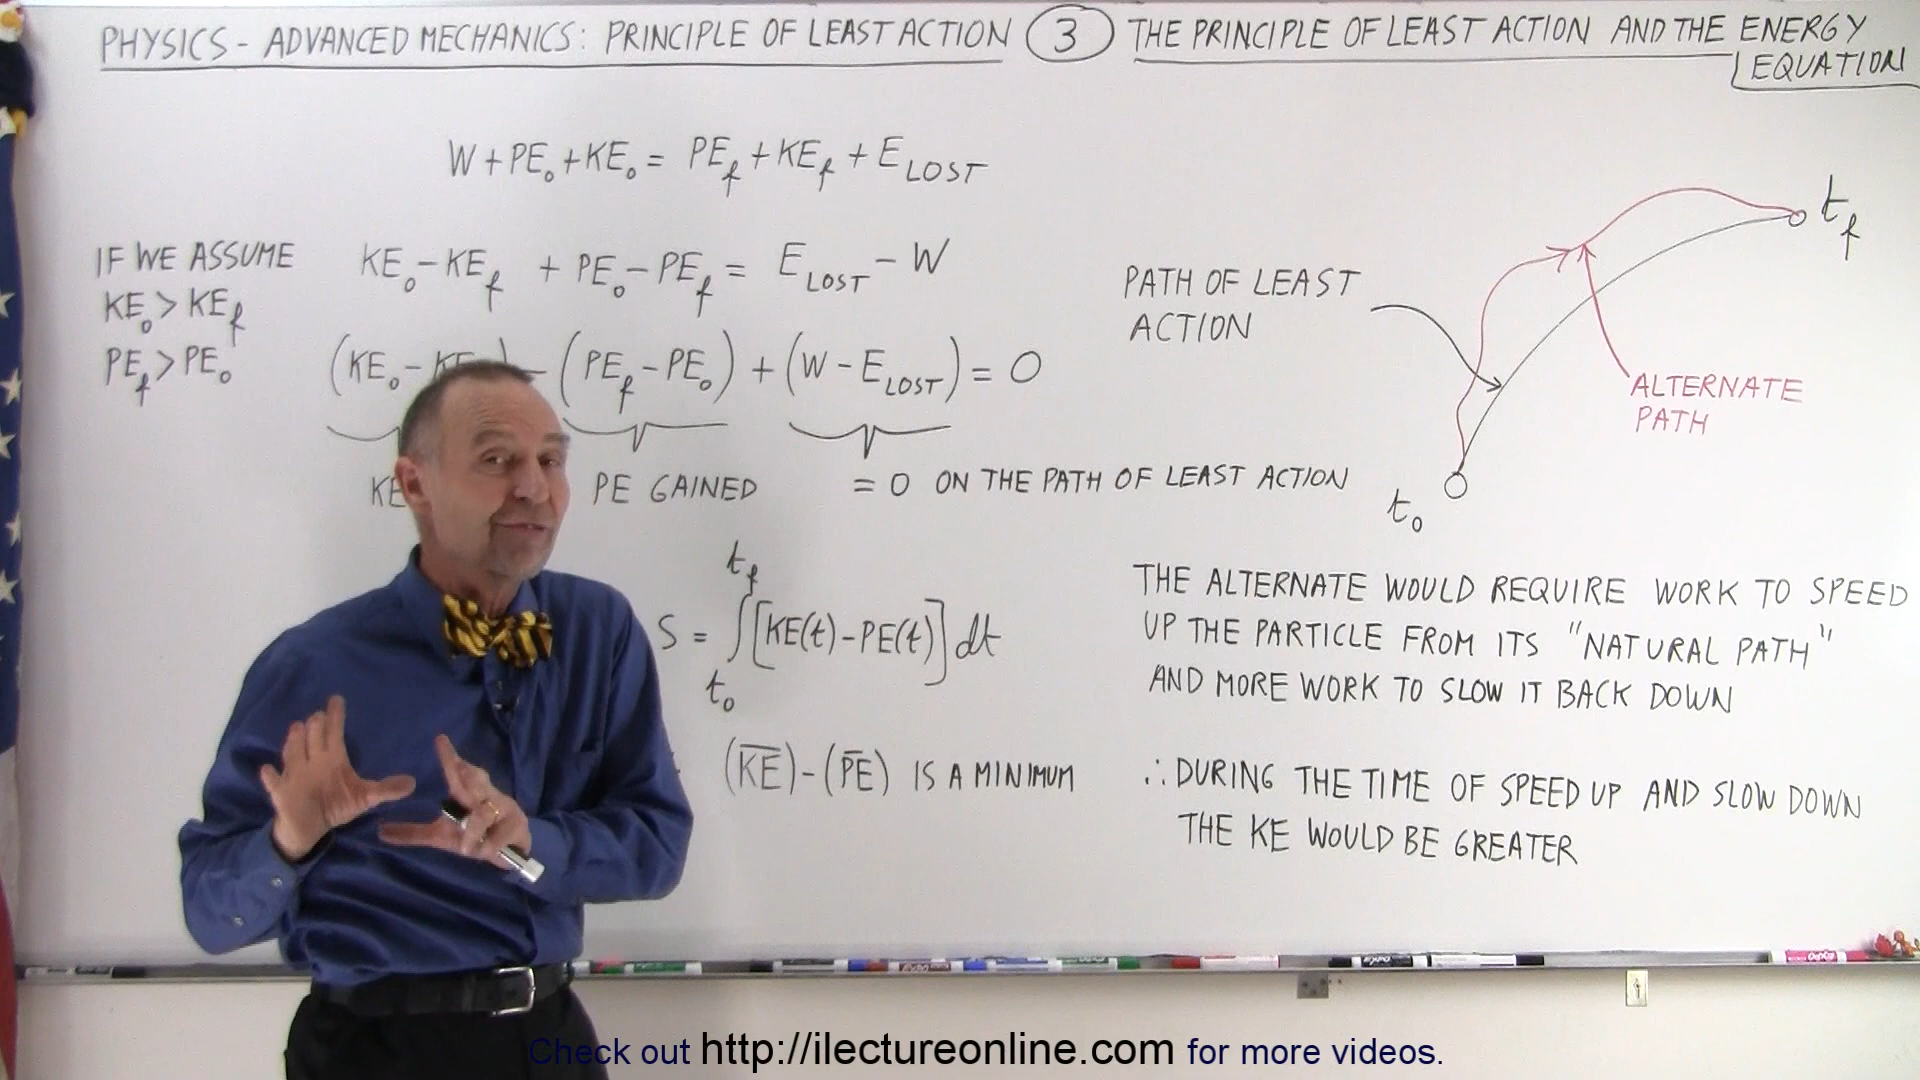 PHYSICS - ADVANCED MECHANICS: PRINCIPLE OF LEAST ACTION (3) THE PRINCIPLE OF LEAST ACTION AND THE ENERGY
EQUATION
W + PE₀ + KE₀ = PE_f + KE_f + E_LOST
IF WE ASSUME
KE₀ > KE_f
PE_f > PE₀
KE₀ - KE_f + PE₀ - PE_f = E_LOST - W
(KE₀ - KE ) - (PE_f - PE₀) + (W - E_LOST) = 0
KE PE GAINED = 0 ON THE PATH OF LEAST ACTION
t_f
S = ∫[KE(t) - PE(t)] dt
t₀
(K̅E̅) - (P̅E̅) IS A MINIMUM
t_f
PATH OF LEAST
ACTION
ALTERNATE
PATH
t₀
THE ALTERNATE WOULD REQUIRE WORK TO SPEED
UP THE PARTICLE FROM ITS "NATURAL PATH"
AND MORE WORK TO SLOW IT BACK DOWN
∴ DURING THE TIME OF SPEED UP AND SLOW DOWN
THE KE WOULD BE GREATER
Check out http://ilectureonline.com for more videos.